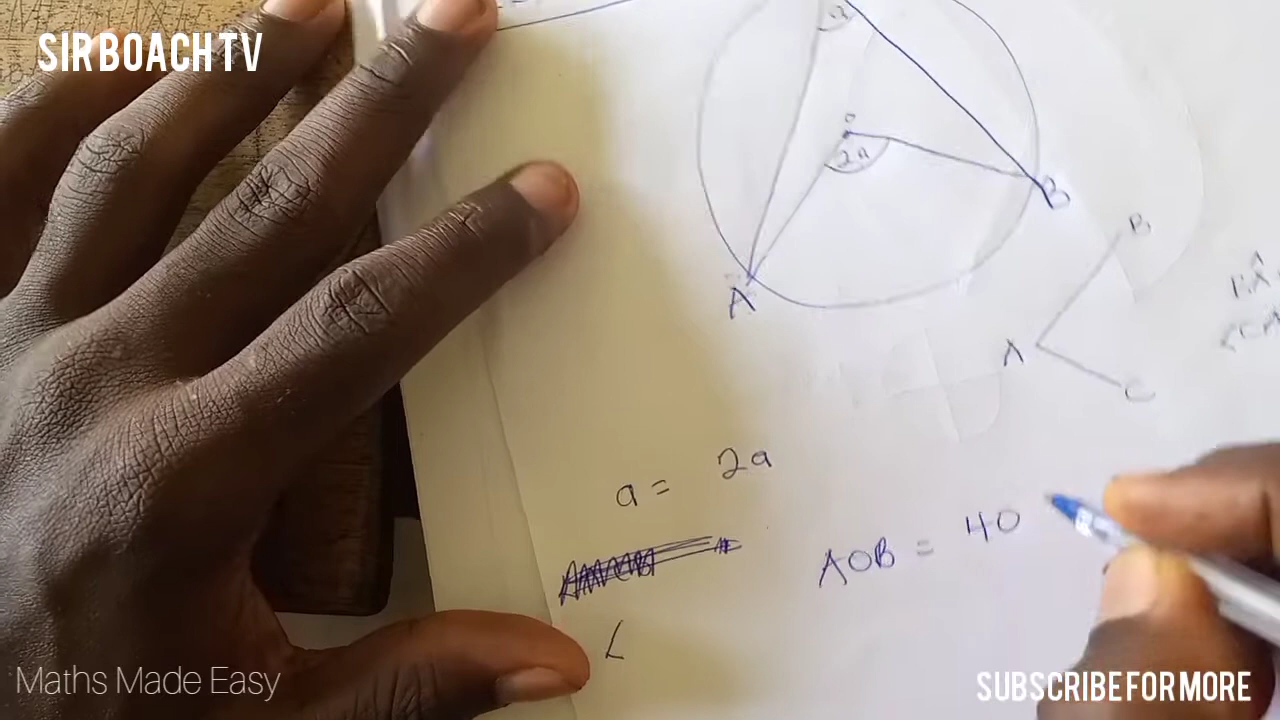 SIR BOACH TV
a
o
2a
B
A
B
A
C
a = 2a
AOB = 40
<
Maths Made Easy
SUBSCRIBE FOR MORE